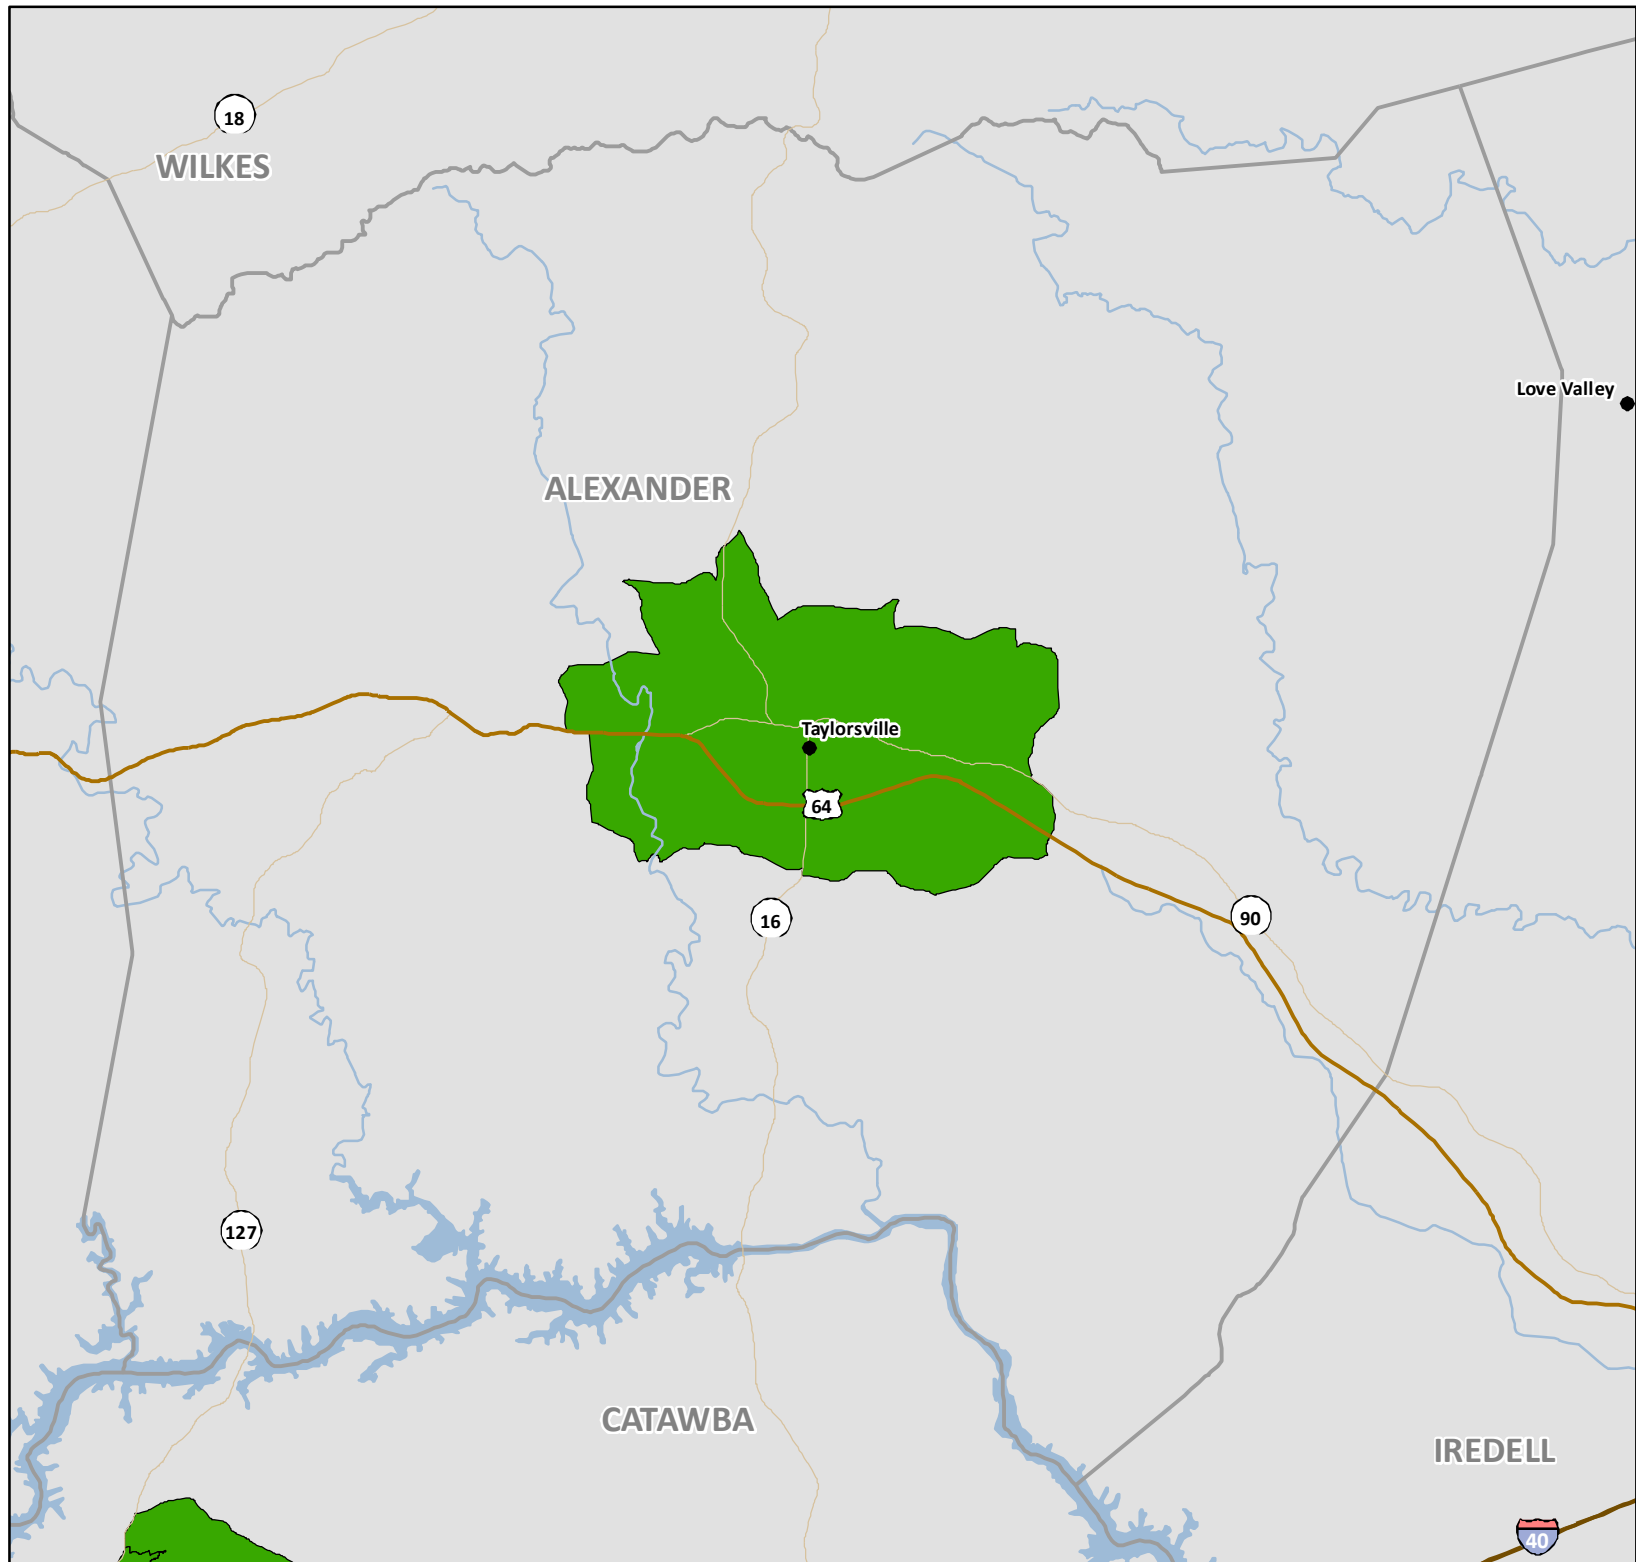 18
WILKES
Love Valley
ALEXANDER
Taylorsville
64
16
90
127
CATAWBA
IREDELL
40